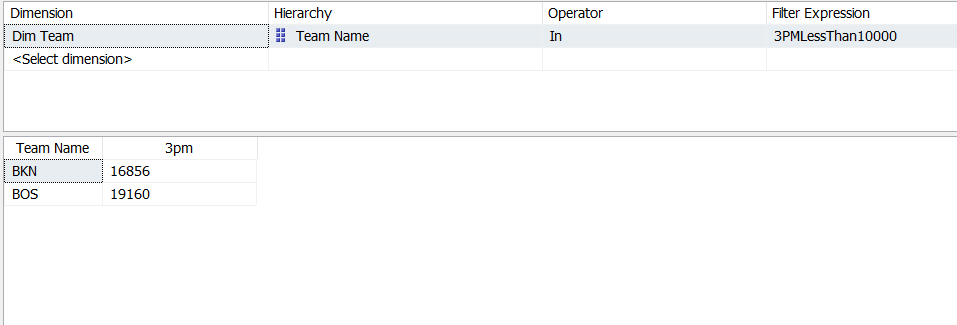 Dimension Hierarchy Operator Filter Expression
Dim Team Team Name In 3PMLessThan10000
<Select dimension>
Team Name 3pm
BKN 16856
BOS 19160